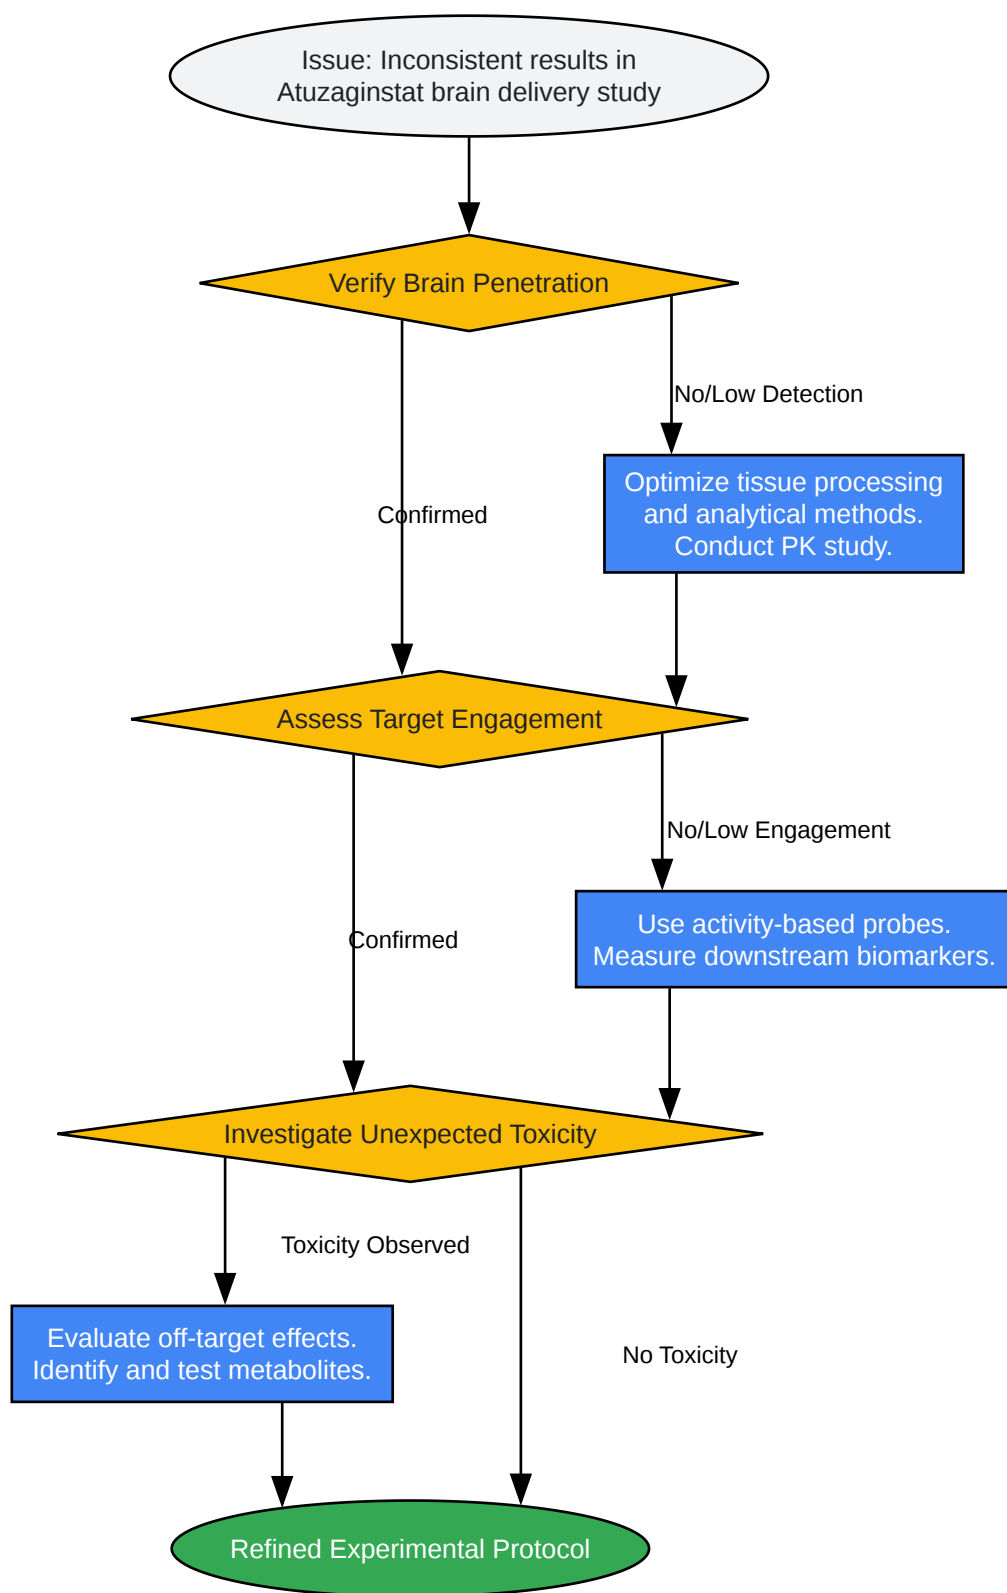 Issue: Inconsistent results in
Atuzaginstat brain delivery study
Verify Brain Penetration
No/Low Detection
Optimize tissue processing
and analytical methods.
Conduct PK study.
Confirmed
Assess Target Engagement
No/Low Engagement
Use activity-based probes.
Measure downstream biomarkers.
Confirmed
Investigate Unexpected Toxicity
Toxicity Observed
Evaluate off-target effects.
Identify and test metabolites.
No Toxicity
Refined Experimental Protocol